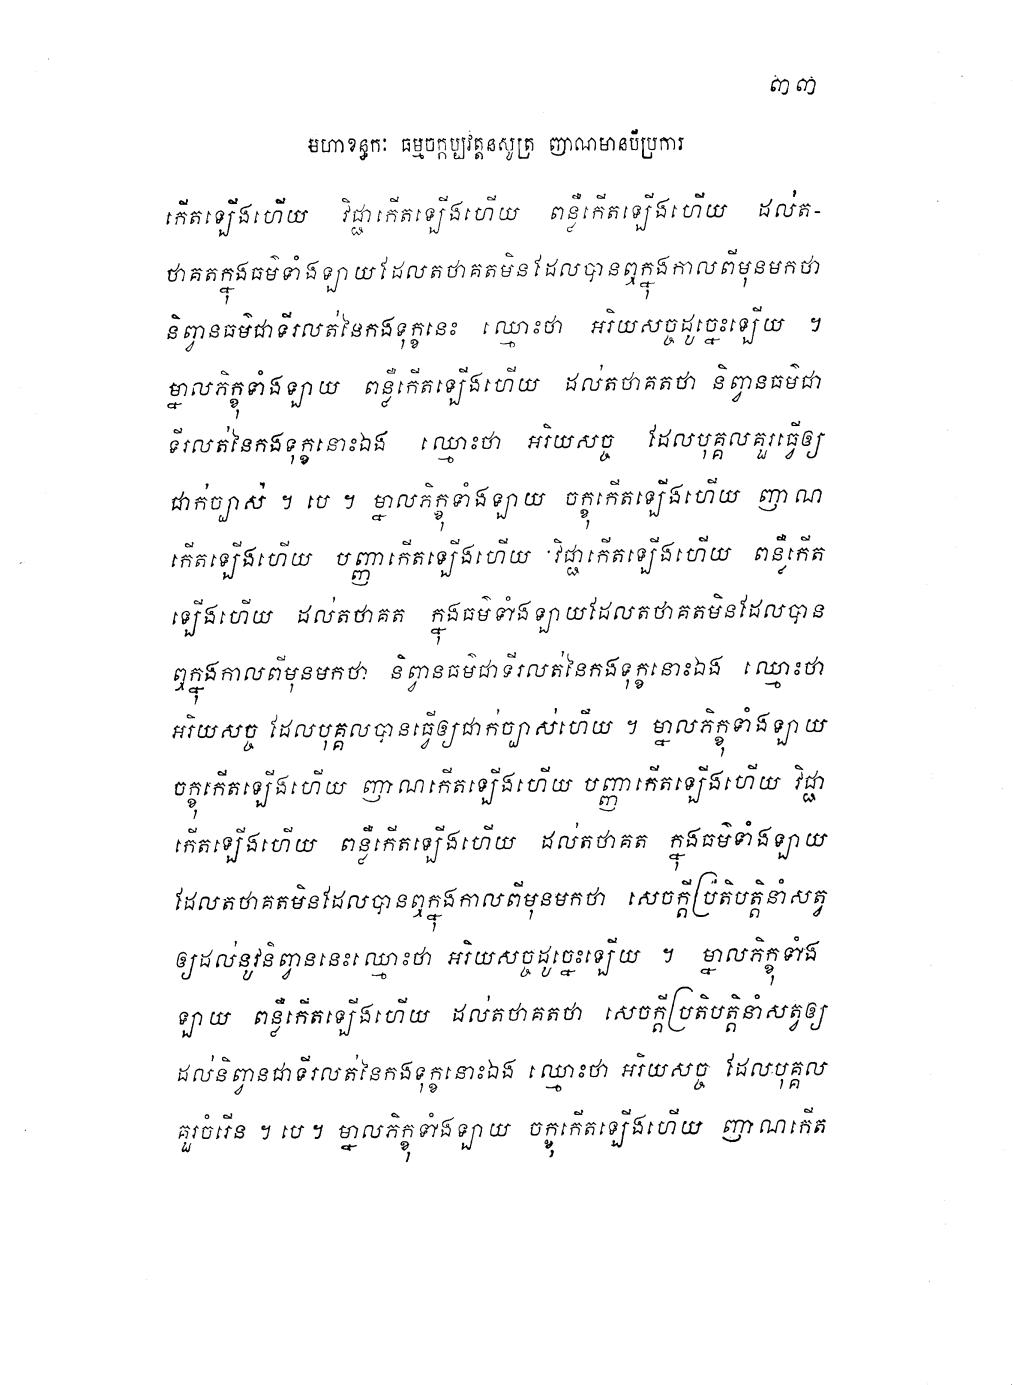 ៣៣
មហាខន្ធកៈ ធម្មចក្កប្បវត្តនសូត្រ ញាណមានបីប្រការ
កើតឡើងហើយ វិជ្ជាកើតឡើងហើយ ពន្លឺកើតឡើងហើយ ដល់ត-
ថាគតក្នុងធម៌ទាំងឡាយដែលតថាគតមិនដែលបានឮក្នុងកាលពីមុនមកថា
និព្វានធម៌ជាទីរលត់នៃកងទុក្ខនេះ ឈ្មោះថា អរិយសច្ចដូច្នេះឡើយ ។
ម្នាលភិក្ខុទាំងឡាយ ពន្លឺកើតឡើងហើយ ដល់តថាគតថា និព្វានធម៌ជា
ទីរលត់នៃកងទុក្ខនោះឯង ឈ្មោះថា អរិយសច្ច ដែលបុគ្គលគួរធ្វើឲ្យ
ជាក់ច្បាស់ ។ បេ ។ ម្នាលភិក្ខុទាំងឡាយ ចក្ខុកើតឡើងហើយ ញាណ
កើតឡើងហើយ បញ្ញាកើតឡើងហើយ វិជ្ជាកើតឡើងហើយ ពន្លឺកើត
ឡើងហើយ ដល់តថាគត ក្នុងធម៌ទាំងឡាយដែលតថាគតមិនដែលបាន
ឮក្នុងកាលពីមុនមកថា និព្វានធម៌ជាទីរលត់នៃកងទុក្ខនោះឯង ឈ្មោះថា
អរិយសច្ច ដែលបុគ្គលបានធ្វើឲ្យជាក់ច្បាស់ហើយ ។ ម្នាលភិក្ខុទាំងឡាយ
ចក្ខុកើតឡើងហើយ ញាណកើតឡើងហើយ បញ្ញាកើតឡើងហើយ វិជ្ជា
កើតឡើងហើយ ពន្លឺកើតឡើងហើយ ដល់តថាគត ក្នុងធម៌ទាំងឡាយ
ដែលតថាគតមិនដែលបានឮក្នុងកាលពីមុនមកថា សេចក្តីប្រតិបត្តិនាំសត្វ
ឲ្យដល់នូវនិព្វាននេះឈ្មោះថា អរិយសច្ចដូច្នេះឡើយ ។ ម្នាលភិក្ខុទាំង
ឡាយ ពន្លឺកើតឡើងហើយ ដល់តថាគតថា សេចក្តីប្រតិបត្តិនាំសត្វឲ្យ
ដល់និព្វានជាទីរលត់នៃកងទុក្ខនោះឯង ឈ្មោះថា អរិយសច្ច ដែលបុគ្គល
គួរចំរើន ។ បេ ។ ម្នាលភិក្ខុទាំងឡាយ ចក្ខុកើតឡើងហើយ ញាណកើត